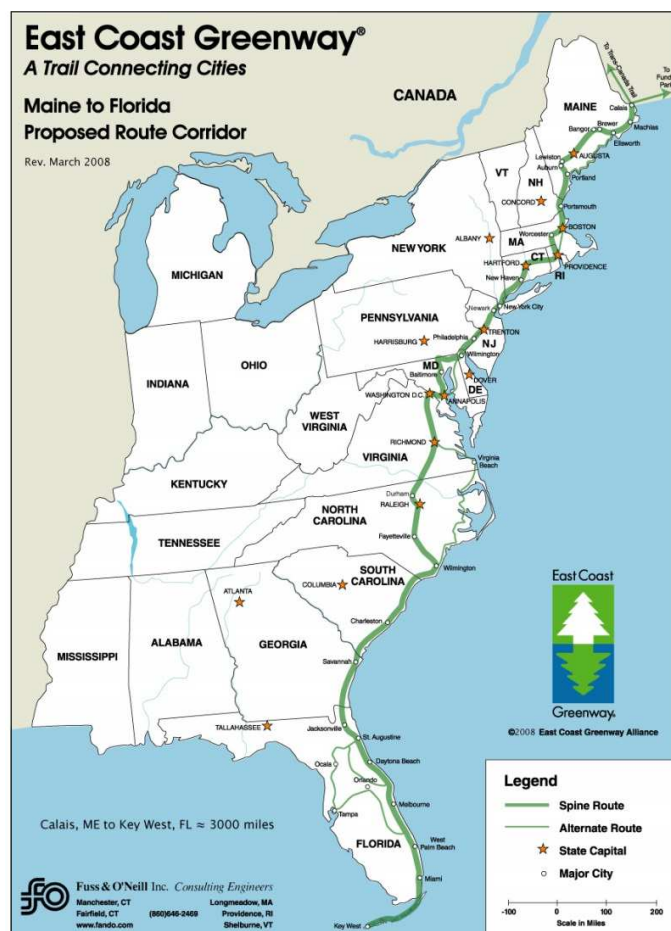 East Coast Greenway®
A Trail Connecting Cities
Maine to Florida
Proposed Route Corridor
Rev. March 2008
CANADA
To Trans-Canada Trail
To
Fund
Park
MAINE
Calais
Bangor
Brewer
Machias
Ellsworth
AUGUSTA
Lewiston
Auburn
Portland
VT
NH
CONCORD
Portsmouth
BOSTON
Worcester
MA
ALBANY
NEW YORK
HARTFORD
CT
RI
PROVIDENCE
New Haven
MICHIGAN
Newark
New York City
PENNSYLVANIA
TRENTON
Philadelphia
HARRISBURG
NJ
OHIO
Wilmington
MD
Baltimore
DOVER
DE
INDIANA
WASHINGTON D.C.
ANNAPOLIS
WEST
VIRGINIA
RICHMOND
VIRGINIA
Virginia
Beach
KENTUCKY
Durham
RALEIGH
NORTH
CAROLINA
TENNESSEE
Fayetteville
SOUTH
CAROLINA
Wilmington
COLUMBIA
ATLANTA
Charleston
MISSISSIPPI
ALABAMA
GEORGIA
Savannah
East Coast
Greenway®
©2008 East Coast Greenway Alliance
TALLAHASSEE
Jacksonville
St. Augustine
Ocala
Daytona Beach
Orlando
Melbourne
Tampa
FLORIDA
West
Palm Beach
Miami
Key West
Calais, ME to Key West, FL ≈ 3000 miles
Legend
Spine Route
Alternate Route
State Capital
Major City
-100 0 100 200
Scale in Miles
Fuss & O'Neill Inc. Consulting Engineers
Manchester, CT Longmeadow, MA
Fairfield, CT (860)646-2469 Providence, RI
www.fando.com Shelburne, VT